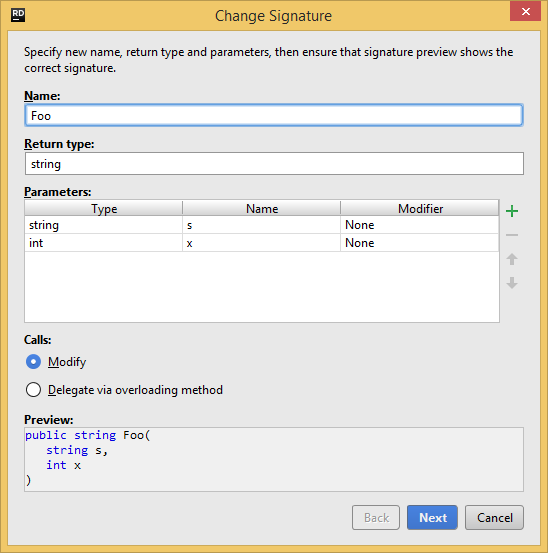 RD
Change Signature
Specify new name, return type and parameters, then ensure that signature preview shows the
correct signature.
Name:
Foo
Return type:
string
Parameters:
Type Name Modifier
string s None
int x None
Calls:
Modify
Delegate via overloading method
Preview:
public string Foo(
    string s,
    int x
)
Back Next Cancel